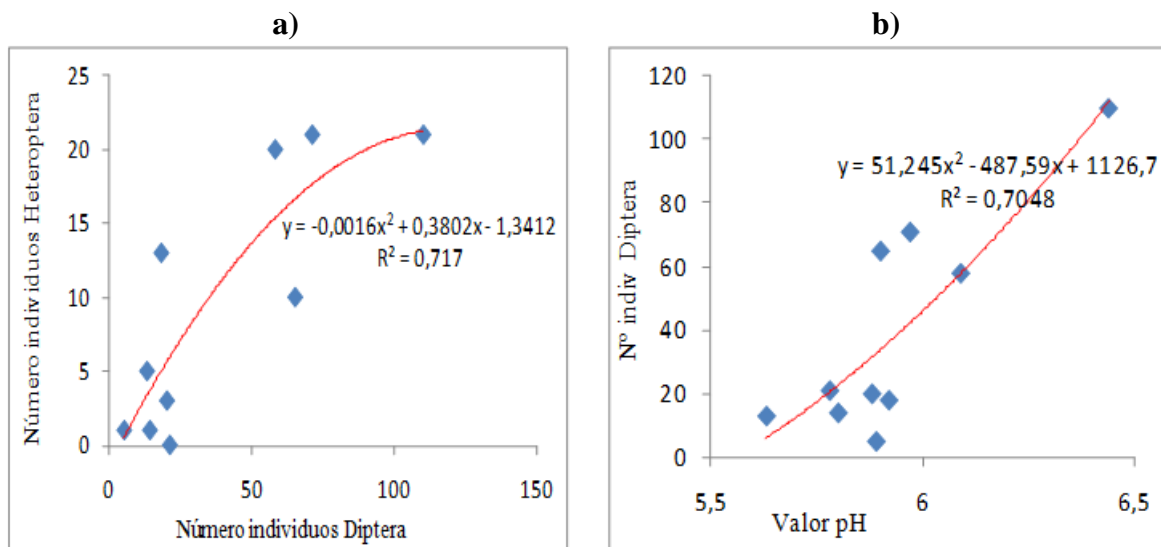 a)
25
20
15
10
5
0
Número individuos Heteroptera
y = -0,0016x² + 0,3802x - 1,3412
R² = 0,717
0 50 100 150
Número individuos Diptera
b)
120
100
80
60
40
20
0
Nº indiv Diptera
y = 51,245x² - 487,59x + 1126,7
R² = 0,7048
5,5 6 6,5
Valor pH